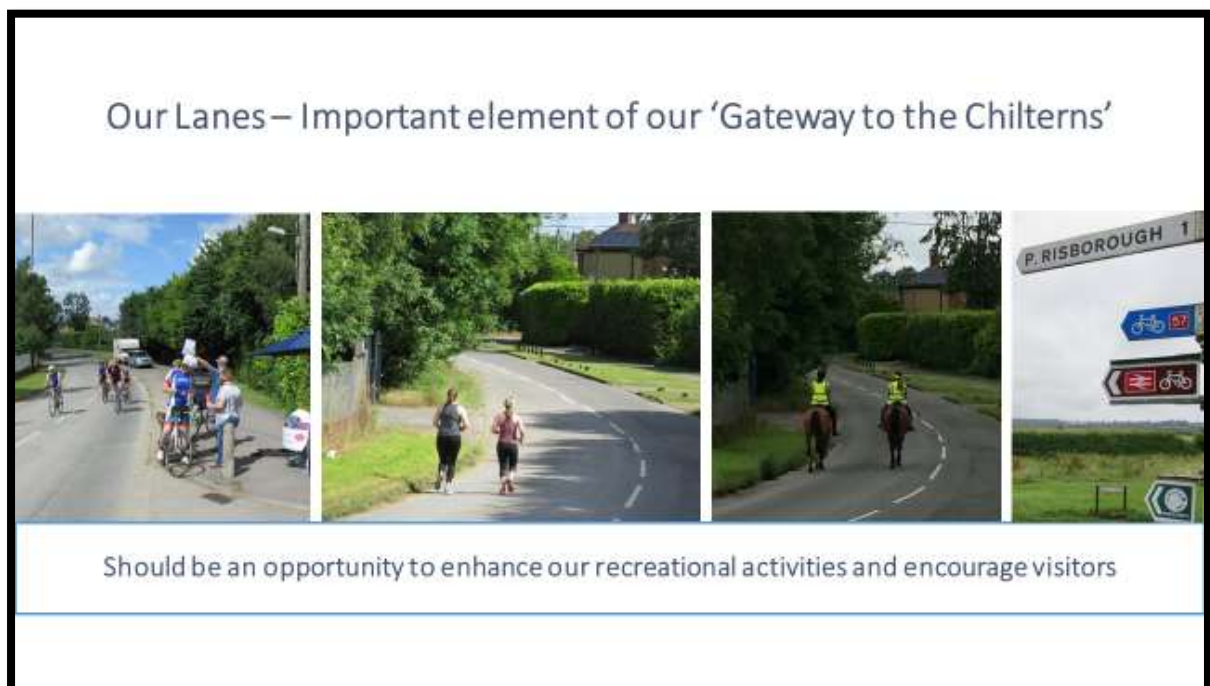 Our Lanes – Important element of our ‘Gateway to the Chilterns’
P. RISBOROUGH 1
57
Should be an opportunity to enhance our recreational activities and encourage visitors